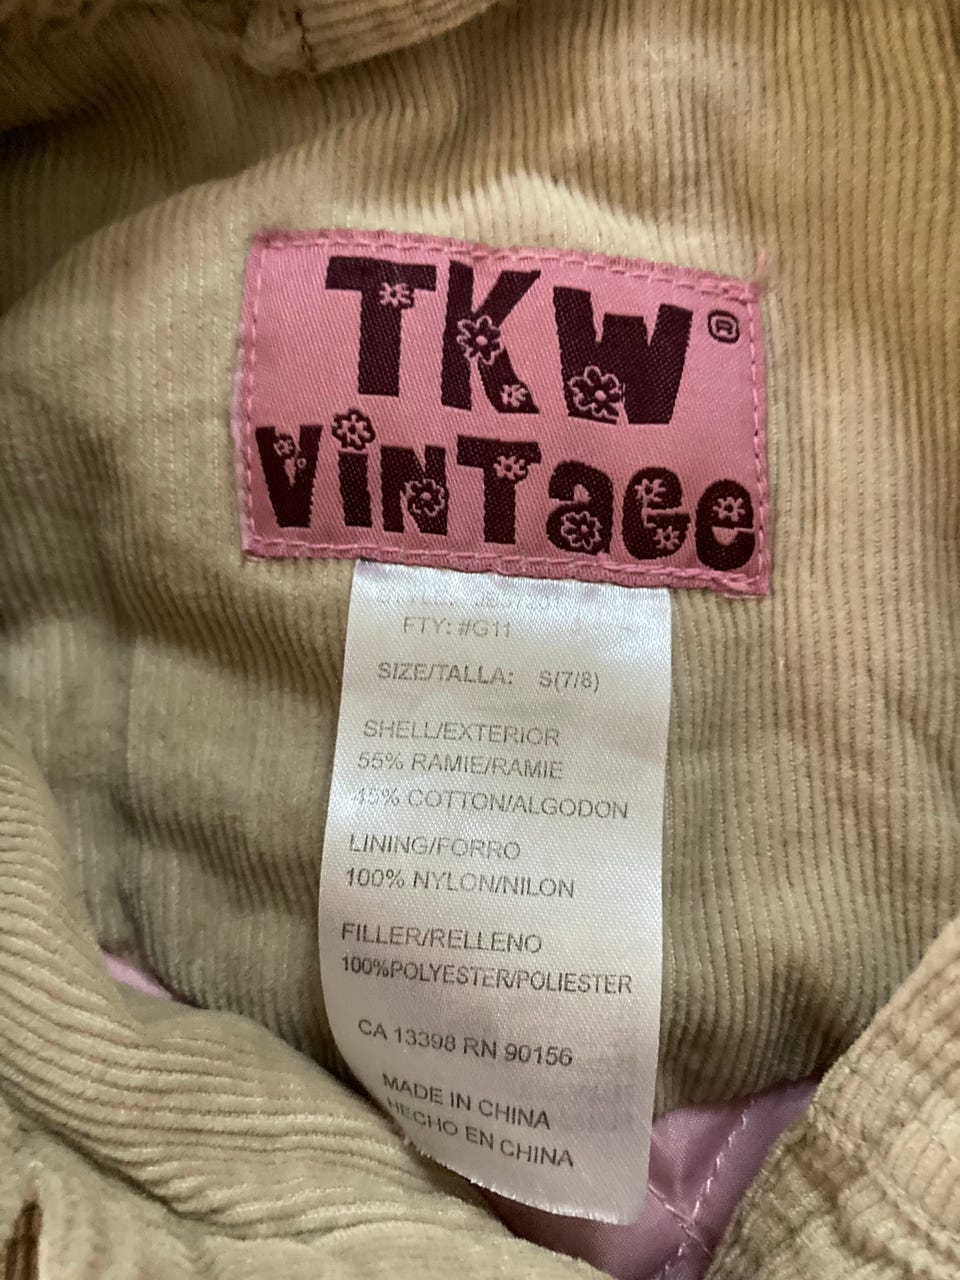 TKW®
ViNTage
FTY: #G11
SIZE/TALLA: S(7/8)
SHELL/EXTERIOR
55% RAMIE/RAMIE
45% COTTON/ALGODON
LINING/FORRO
100% NYLON/NILON
FILLER/RELLENO
100%POLYESTER/POLIESTER
CA 13398 RN 90156
MADE IN CHINA
HECHO EN CHINA